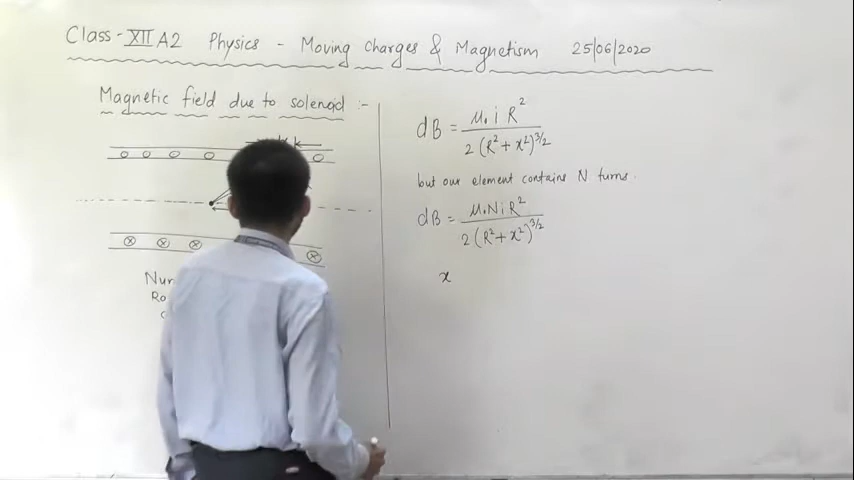 Class-XII A2 Physics - Moving Charges & Magnetism 25/06/2020
Magnetic field due to solenoid :-
dB = μ₀ i R² / 2 (R² + x²)^3/2
but our element contains N turns.
dB = μ₀ N i R² / 2 (R² + x²)^3/2
x